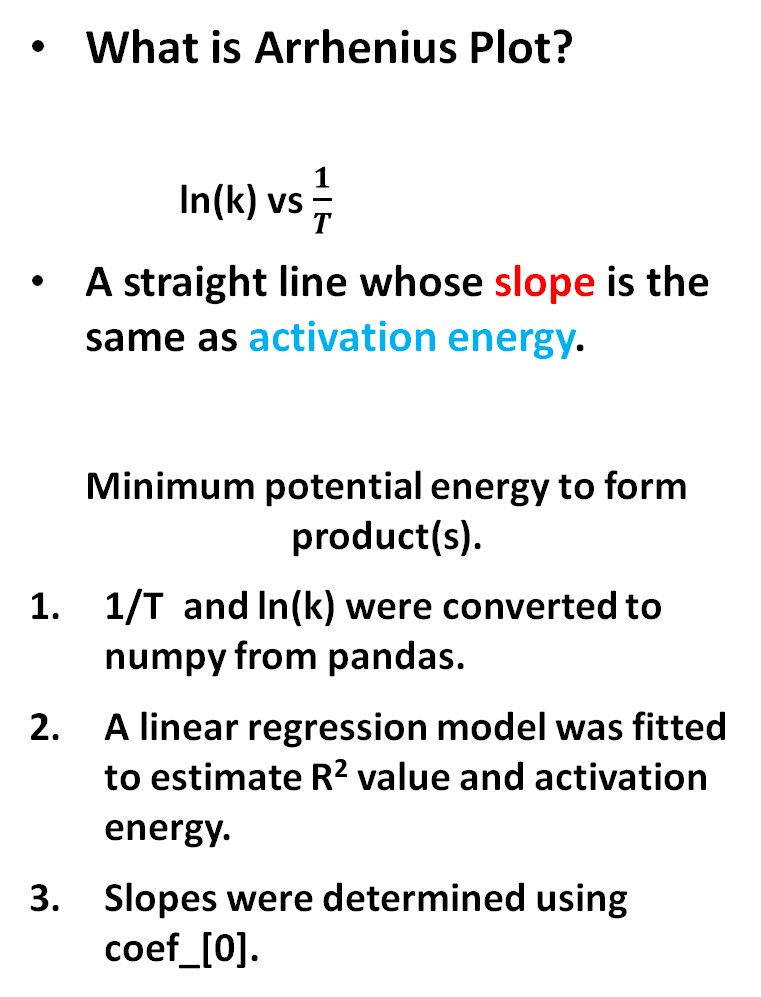 • What is Arrhenius Plot?
ln(k) vs 1/T
• A straight line whose slope is the
same as activation energy.
Minimum potential energy to form
product(s).
1. 1/T and ln(k) were converted to
numpy from pandas.
2. A linear regression model was fitted
to estimate R² value and activation
energy.
3. Slopes were determined using
coef_[0].